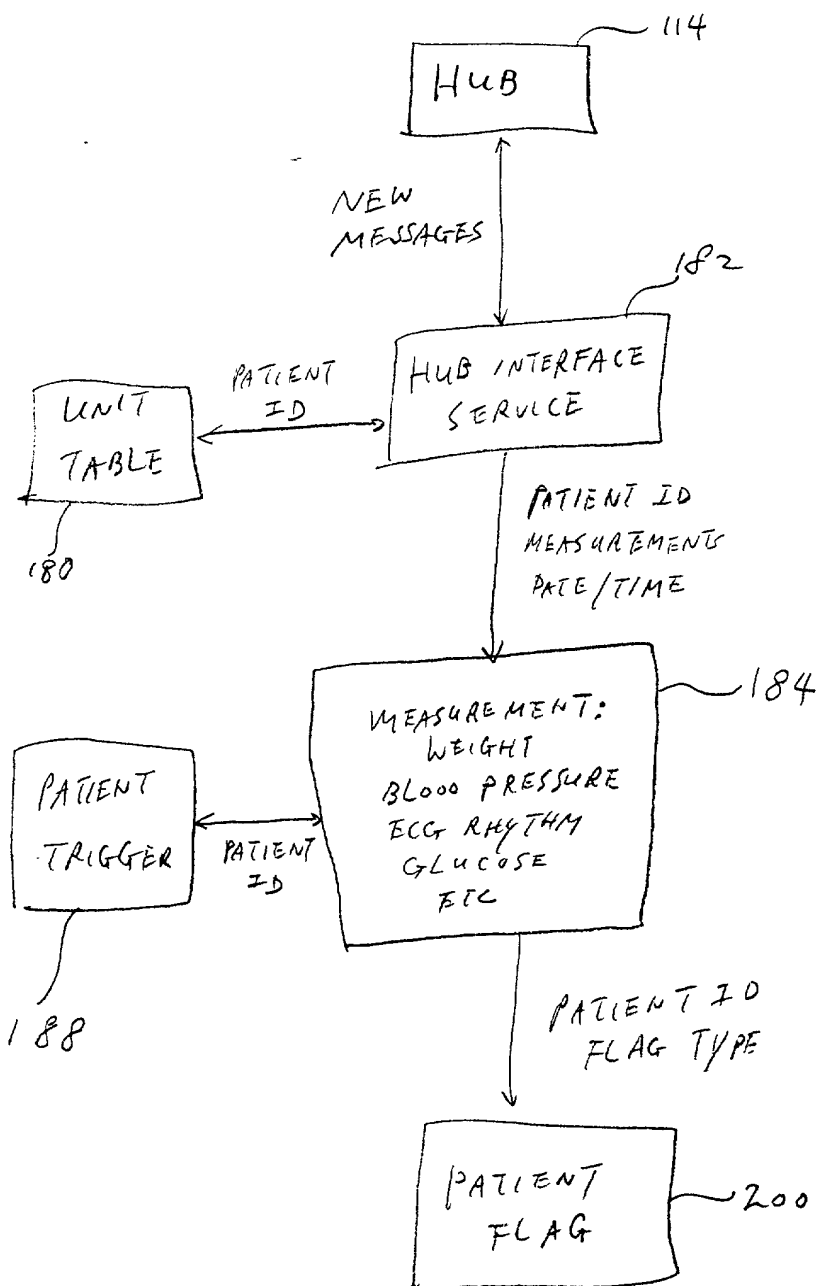 114
HUB
NEW
MESSAGES
182
HUB INTERFACE
SERVICE
PATIENT
ID
UNIT
TABLE
180
PATIENT ID
MEASUREMENTS
DATE/TIME
184
MEASUREMENT:
WEIGHT
BLOOD PRESSURE
ECG RHYTHM
GLUCOSE
ETC
PATIENT
TRIGGER
PATIENT
ID
188
PATIENT ID
FLAG TYPE
PATIENT
FLAG
200